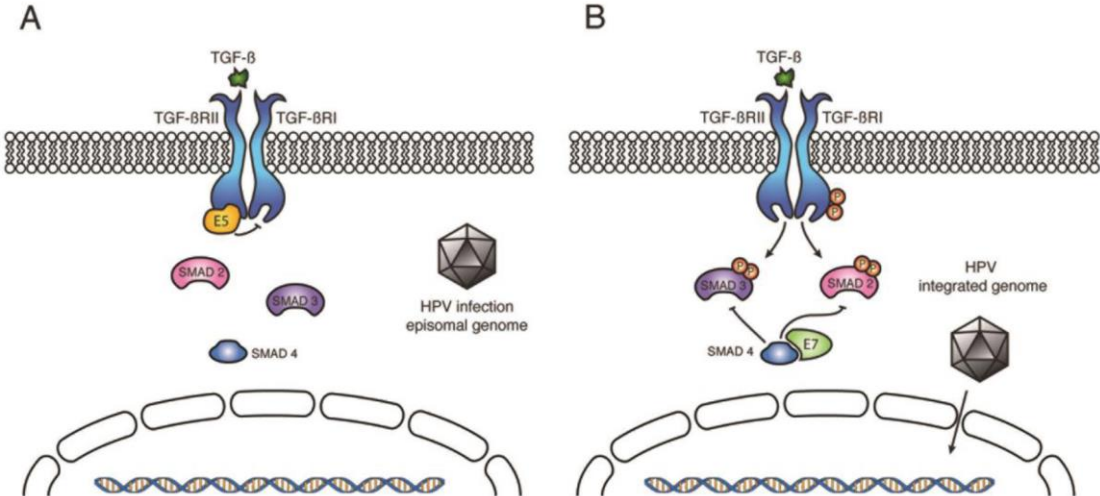 A
TGF-ß
TGF-ßRII
TGF-ßRI
E5
SMAD 2
SMAD 3
HPV infection
episomal genome
SMAD 4
B
TGF-ß
TGF-ßRII
TGF-ßRI
P
P
P
P
P
P
SMAD 3
SMAD 2
HPV
integrated genome
SMAD 4
E7